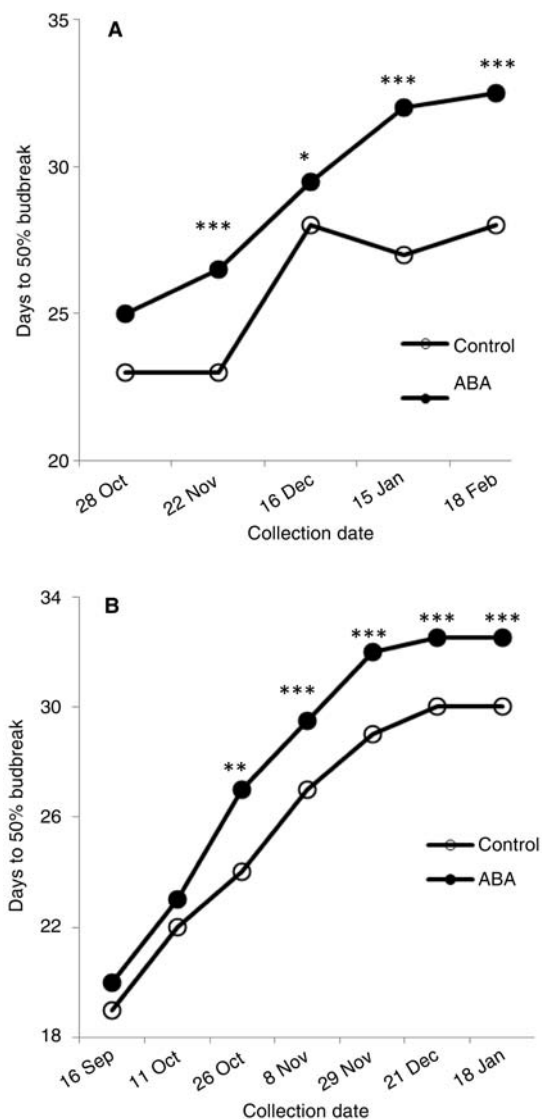 35
A
***
***
*
30
***
Days to 50% budbreak
25
Control
ABA
20
28 Oct
22 Nov
16 Dec
15 Jan
18 Feb
Collection date
34
B
***
***
***
***
30
**
Days to 50% budbreak
26
Control
ABA
22
18
16 Sep
11 Oct
26 Oct
8 Nov
29 Nov
21 Dec
18 Jan
Collection date